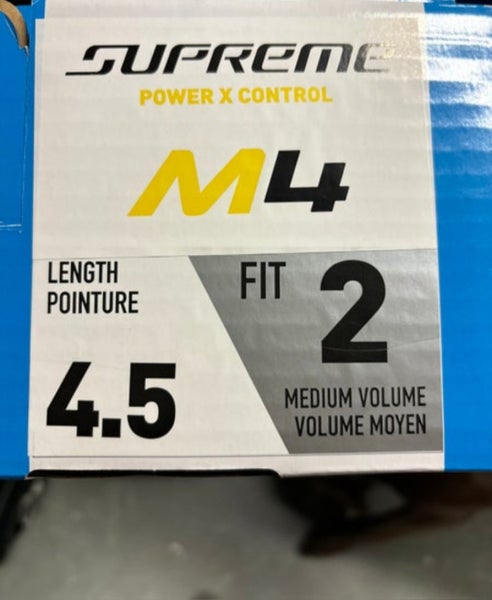 SUPREME
POWER X CONTROL
M4
LENGTH
POINTURE
4.5
FIT 2
MEDIUM VOLUME
VOLUME MOYEN